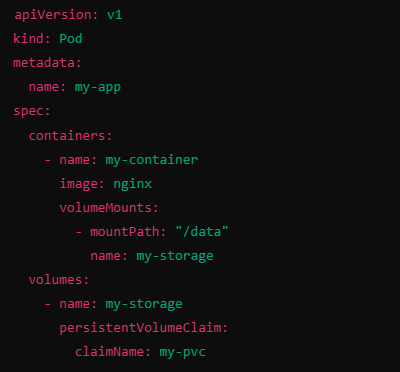 apiVersion: v1
kind: Pod
metadata:
  name: my-app
spec:
  containers:
    - name: my-container
      image: nginx
      volumeMounts:
        - mountPath: "/data"
          name: my-storage
  volumes:
    - name: my-storage
      persistentVolumeClaim:
        claimName: my-pvc